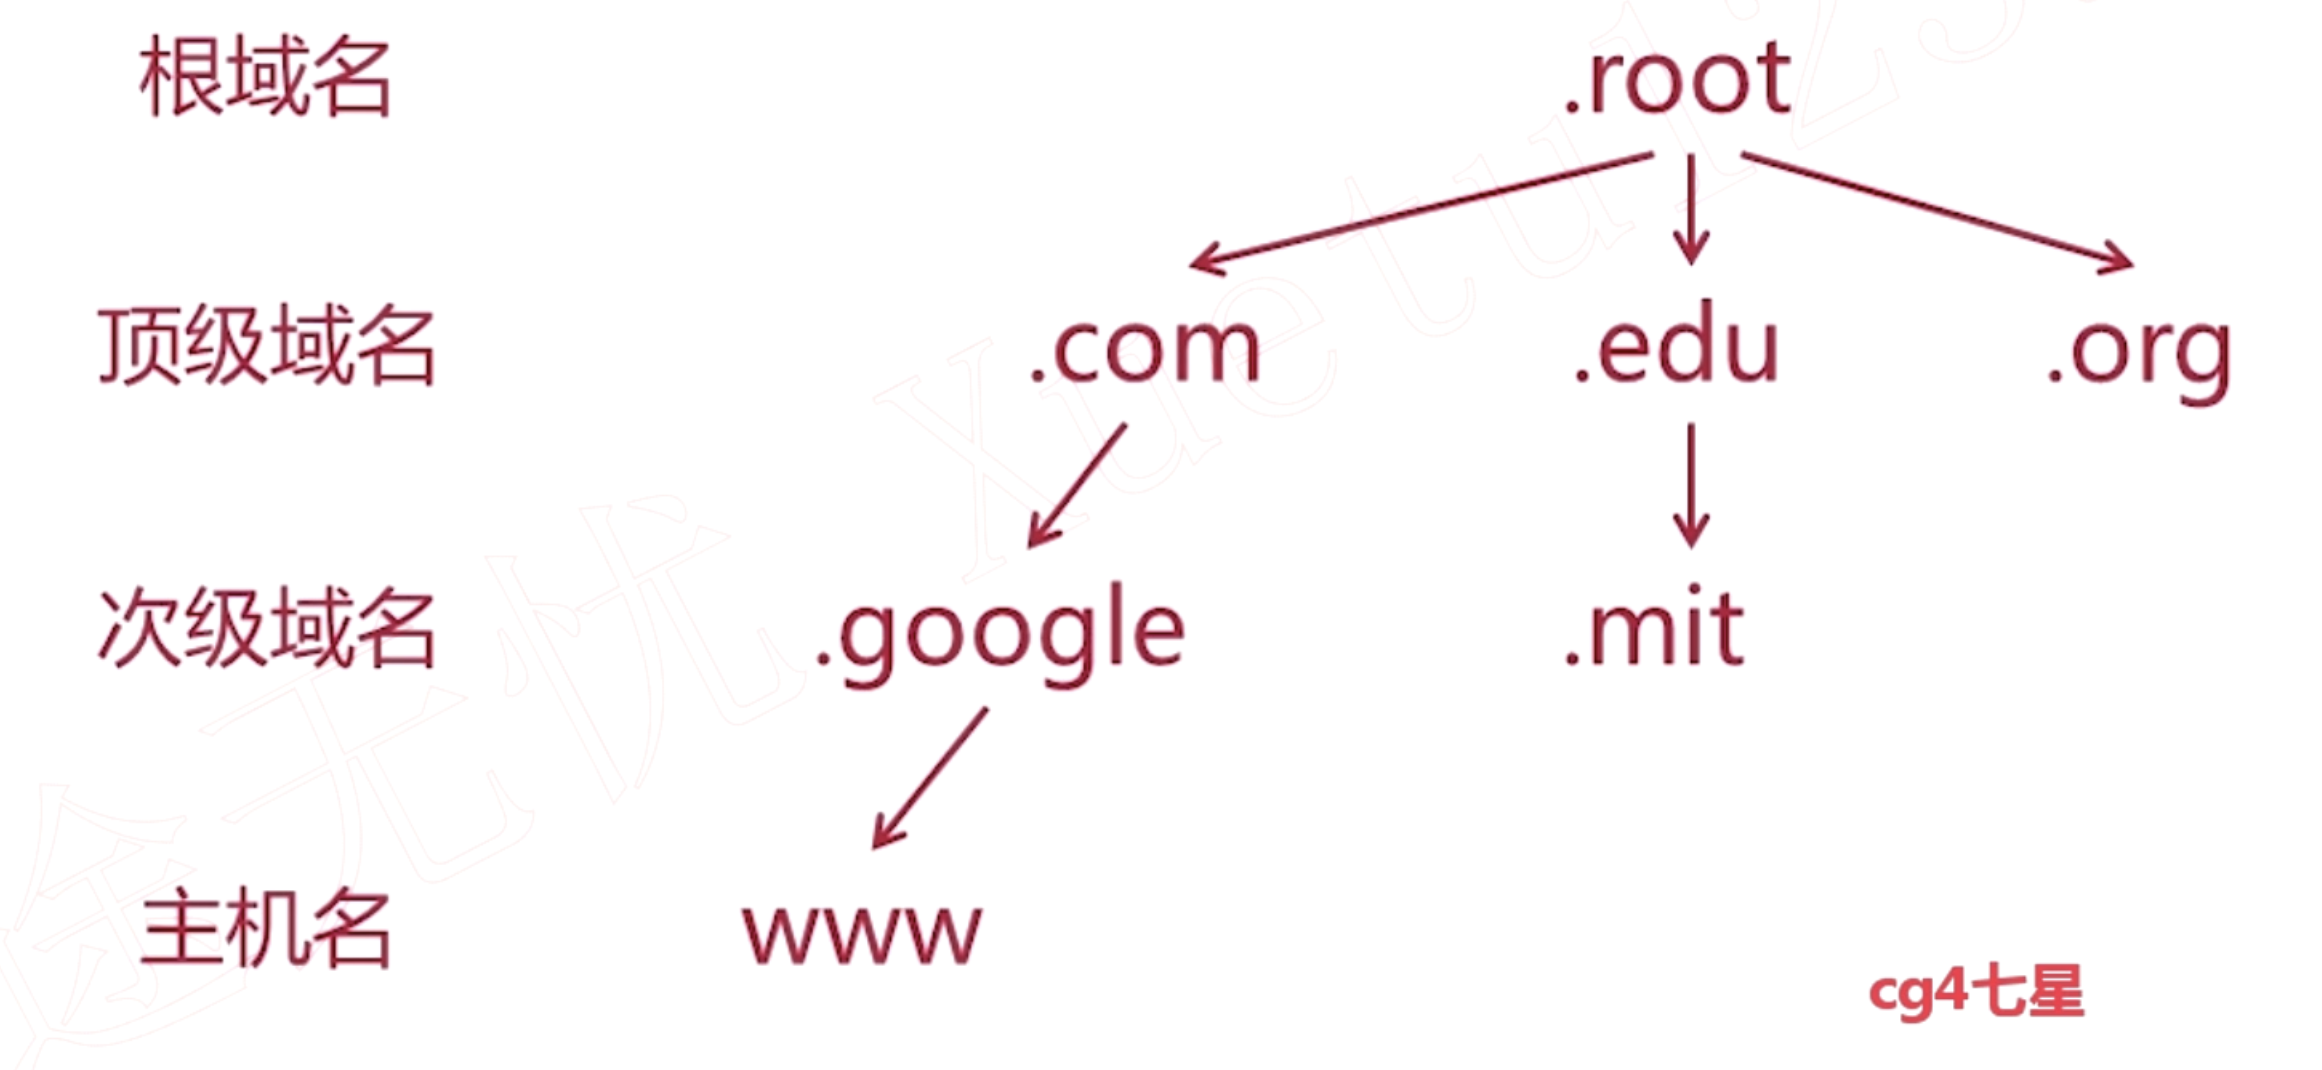 根域名 .root
顶级域名 .com .edu .org
次级域名 .google .mit
主机名 www
cg4七星